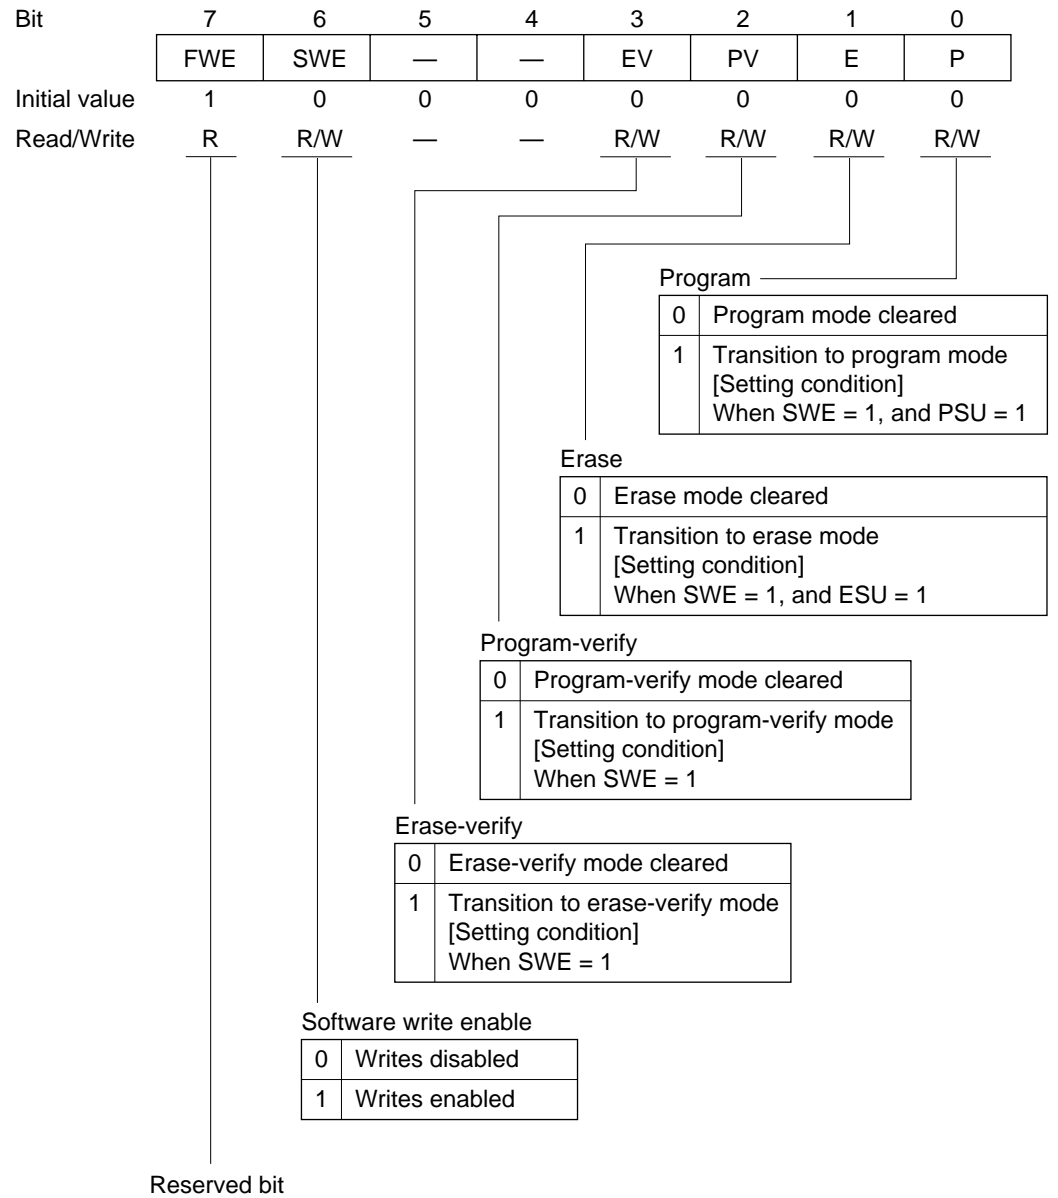 Bit 7 6 5 4 3 2 1 0
FWE SWE — — EV PV E P
Initial value 1 0 0 0 0 0 0 0
Read/Write R R/W — — R/W R/W R/W R/W
Program
0 Program mode cleared
1 Transition to program mode
[Setting condition]
When SWE = 1, and PSU = 1
Erase
0 Erase mode cleared
1 Transition to erase mode
[Setting condition]
When SWE = 1, and ESU = 1
Program-verify
0 Program-verify mode cleared
1 Transition to program-verify mode
[Setting condition]
When SWE = 1
Erase-verify
0 Erase-verify mode cleared
1 Transition to erase-verify mode
[Setting condition]
When SWE = 1
Software write enable
0 Writes disabled
1 Writes enabled
Reserved bit